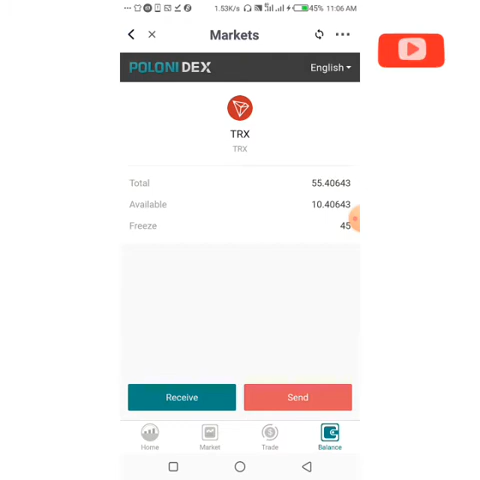 1.53K/s 45% 11:06 AM
Markets
POLONI DEX English
TRX
TRX
Total 55.40643
Available 10.40643
Freeze 45
Receive Send
Home Market Trade Balance